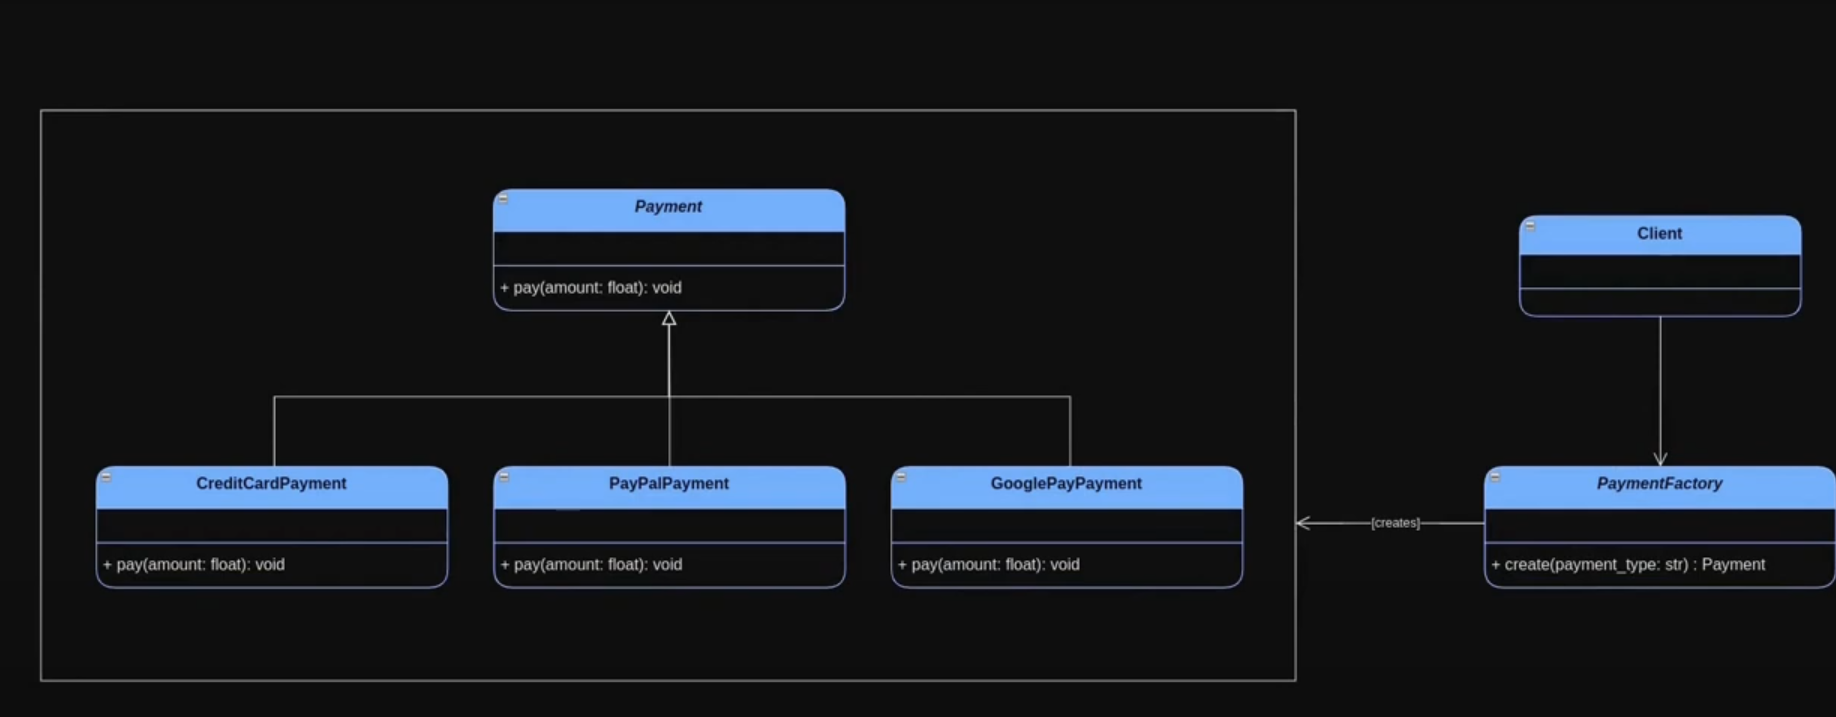 Payment
+ pay(amount: float): void
Client
CreditCardPayment
+ pay(amount: float): void
PayPalPayment
+ pay(amount: float): void
GooglePayPayment
+ pay(amount: float): void
[creates]
PaymentFactory
+ create(payment_type: str) : Payment